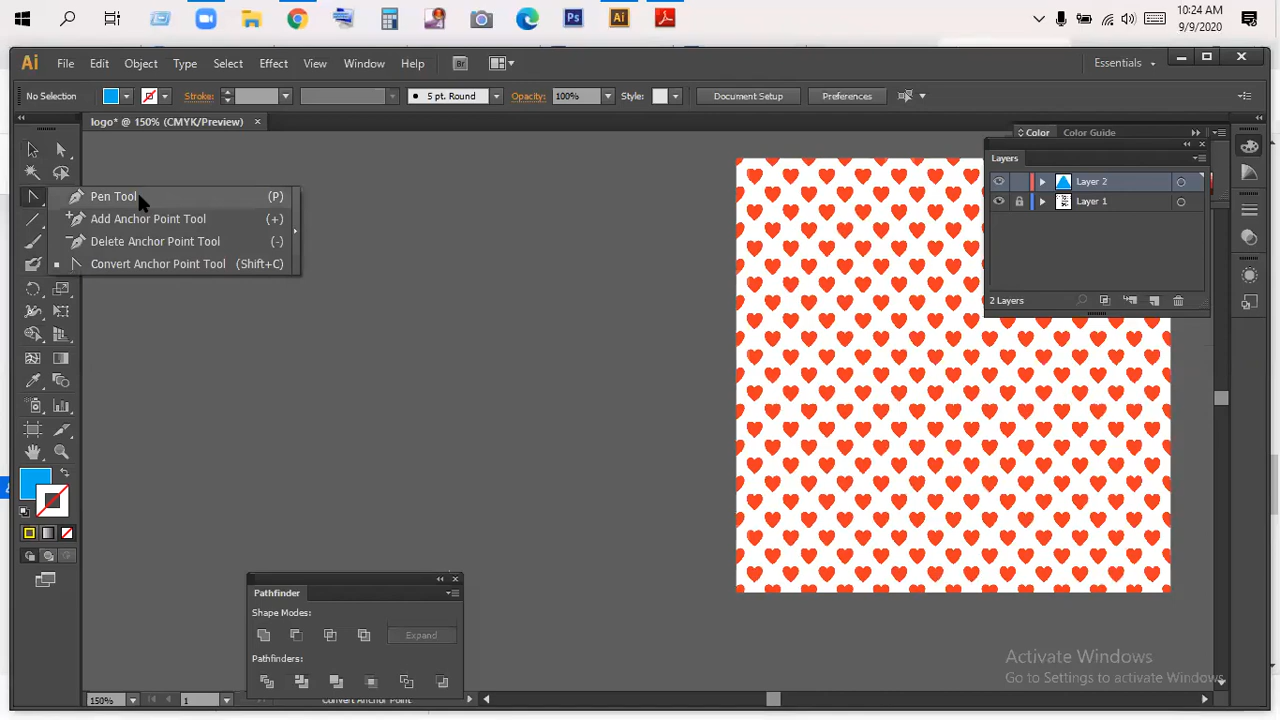 10:24 AM
9/9/2020
Ps
Ai
Ai File Edit Object Type Select Effect View Window Help Br Essentials
No Selection Stroke: 5 pt. Round Opacity: 100% Style: Document Setup Preferences
logo* @ 150% (CMYK/Preview)
Color Color Guide
Layers
Layer 2
Layer 1
2 Layers
Pen Tool (P)
Add Anchor Point Tool (+)
Delete Anchor Point Tool (-)
Convert Anchor Point Tool (Shift+C)
Pathfinder
Shape Modes:
Expand
Pathfinders:
Activate Windows
Go to Settings to activate Windows.
150% 1 Convert Anchor Point